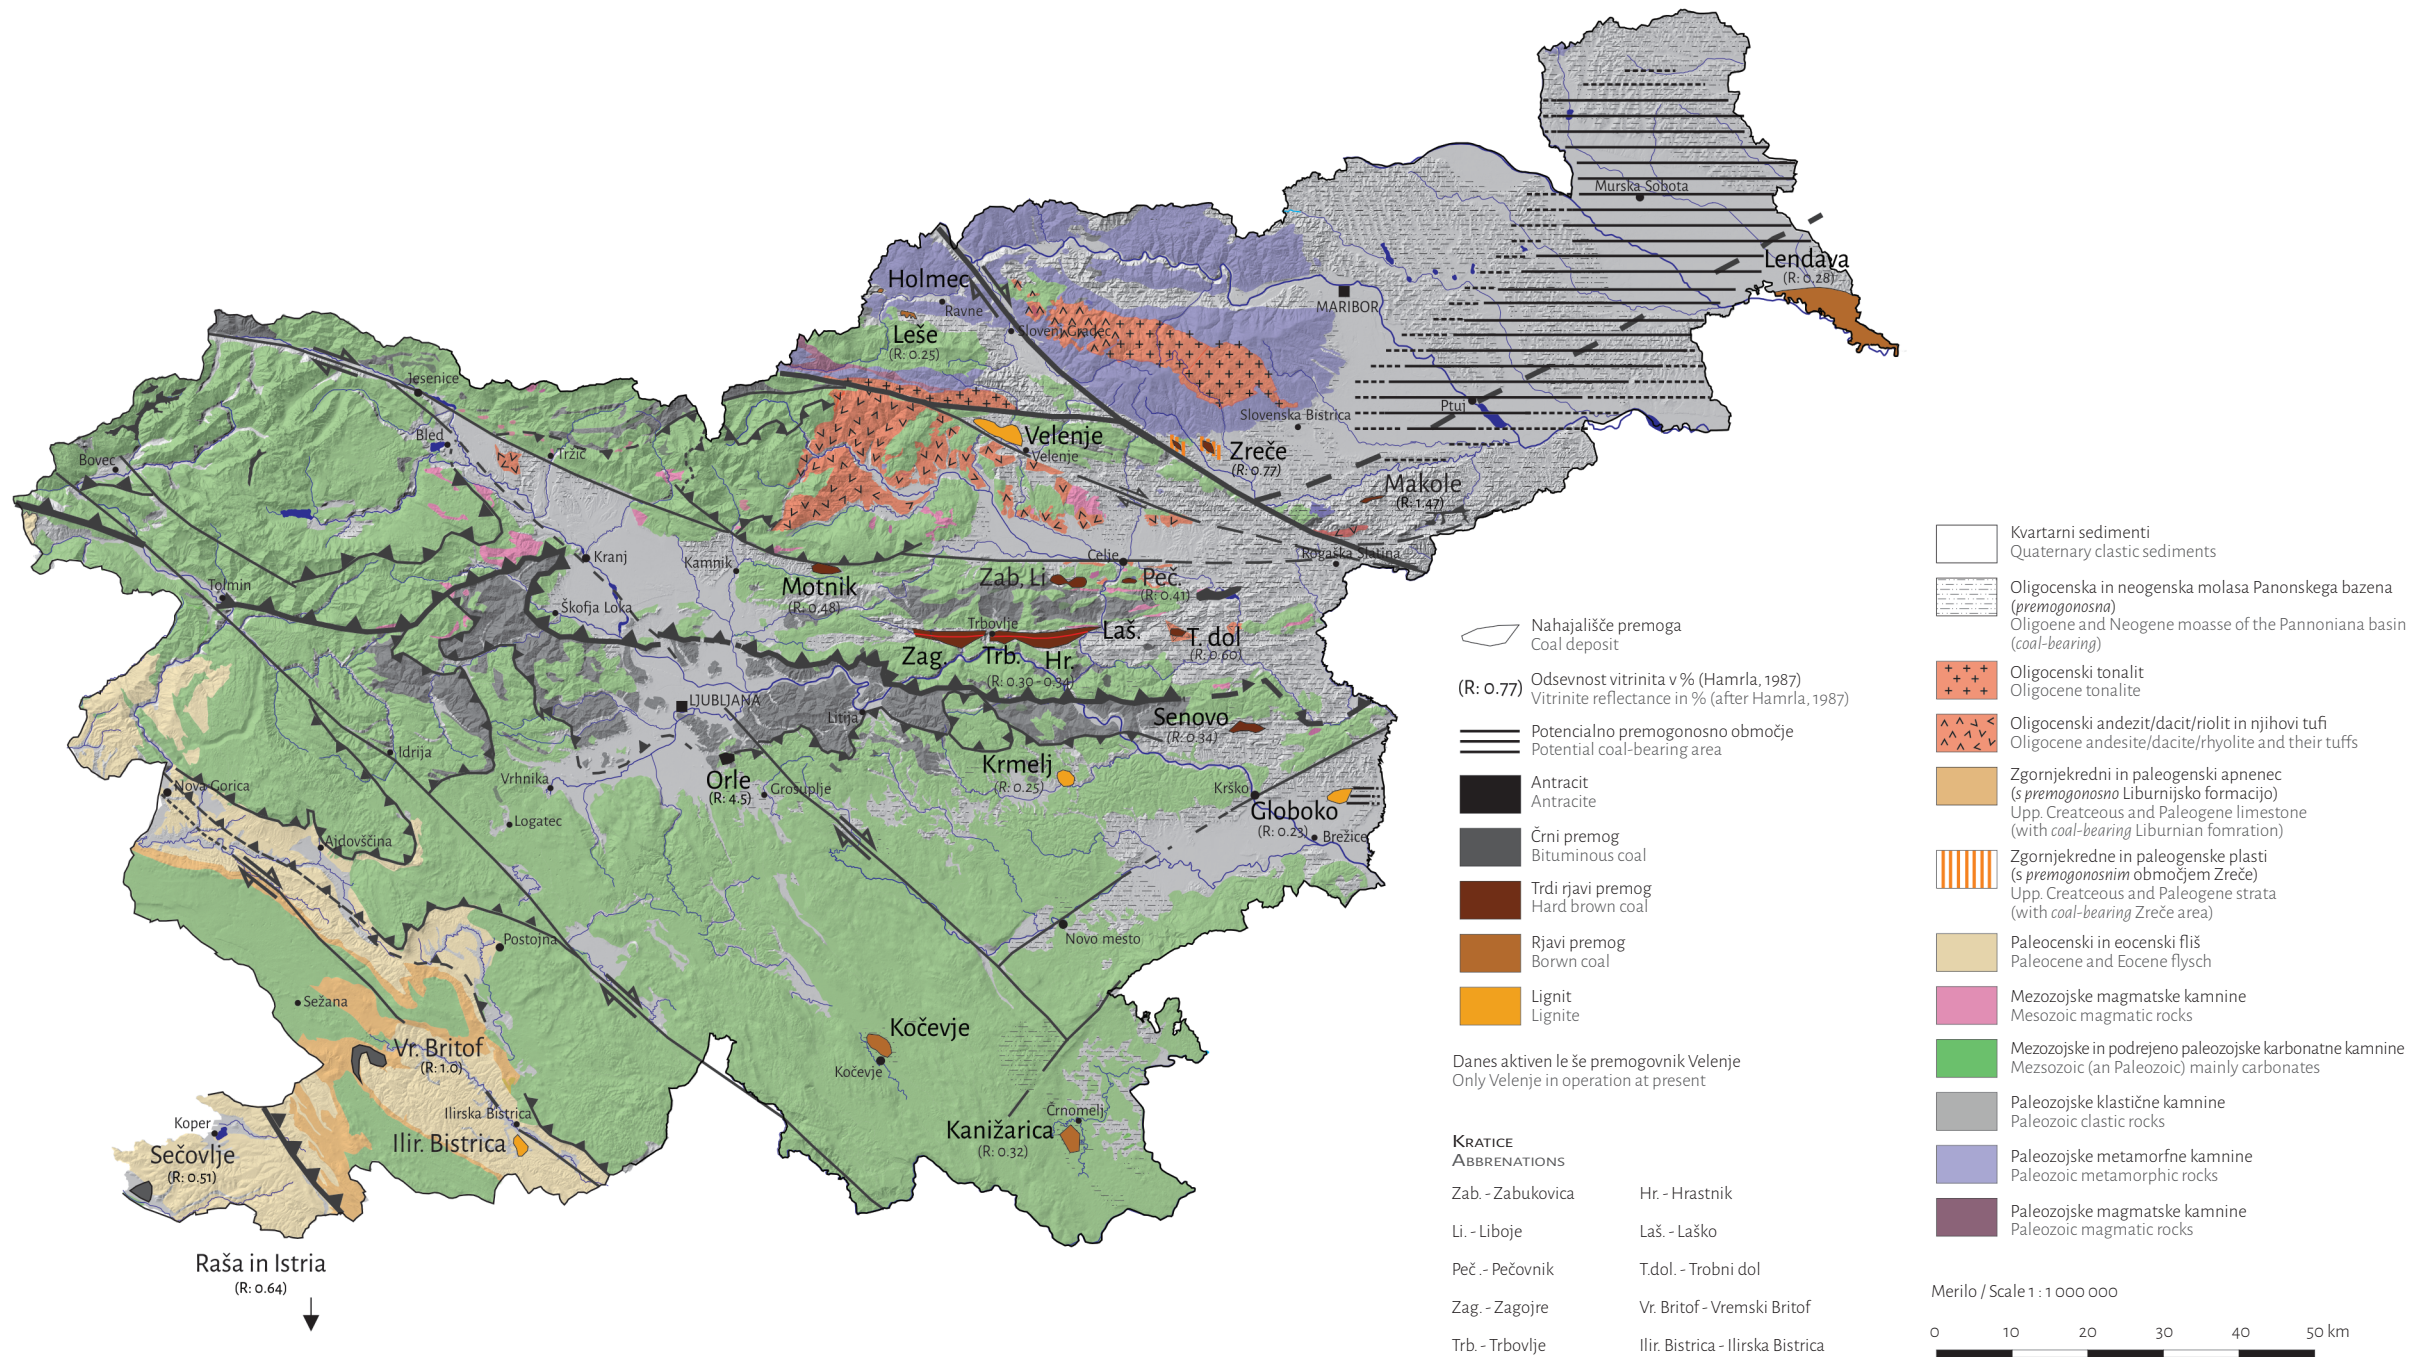 Murska Sobota
Lendava
(R: 0.28)
MARIBOR
Holmec
Ravne
Slovenj Gradec
Leše
(R: 0.25)
Jesenice
Bled
Tržič
Bovec
Slovenska Bistrica
Ptuj
Velenje
Velenje
Zreče
(R: 0.77)
Makole
(R: 1.47)
Rogaška Slatina
Celje
Kranj
Kamnik
Tolmin
Škofja Loka
Motnik
(R: 0.48)
Zab, Li
Peč.
(R: 0.41)
Trbovlje
Laš.
T. dol
(R: 0.60)
Zag.
Trb.
Hr.
(R: 0.30 - 0.34)
LJUBLJANA
Litija
Senovo
(R: 0.34)
Idrija
Vrhnika
Orle
(R: 4.5)
Grosuplje
Krmelj
(R: 0.25)
Krško
Globoko
(R: 0.23)
Brežice
Nova Gorica
Logatec
Ajdovščina
Postojna
Novo mesto
Sežana
Vr. Britof
(R: 1.0)
Kočevje
Kočevje
Ilirska Bistrica
Ilir. Bistrica
Črnomelj
Kanižarica
(R: 0.32)
Koper
Sečovlje
(R: 0.51)
Raša in Istria
(R: 0.64)
Nahajališče premoga
Coal deposit
(R: 0.77)
Odsevnost vitrinita v % (Hamrla, 1987)
Vitrinite reflectance in % (after Hamrla, 1987)
Potencialno premogonosno območje
Potential coal-bearing area
Antracit
Antracite
Črni premog
Bituminous coal
Trdi rjavi premog
Hard brown coal
Rjavi premog
Borwn coal
Lignit
Lignite
Danes aktiven le še premogovnik Velenje
Only Velenje in operation at present
KRATICE
ABBRENATIONS
Zab. - Zabukovica
Li. - Liboje
Peč .- Pečovnik
Zag. - Zagojre
Trb. - Trbovlje
Hr. - Hrastnik
Laš. - Laško
T.dol. - Trobni dol
Vr. Britof - Vremski Britof
Ilir. Bistrica - Ilirska Bistrica
Kvartarni sedimenti
Quaternary clastic sediments
Oligocenska in neogenska molasa Panonskega bazena
(premogonosna)
Oligoene and Neogene moasse of the Pannoniana basin
(coal-bearing)
Oligocenski tonalit
Oligocene tonalite
Oligocenski andezit/dacit/riolit in njihovi tufi
Oligocene andesite/dacite/rhyolite and their tuffs
Zgornjekredni in paleogenski apnenec
(s premogonosno Liburnijsko formacijo)
Upp. Creatceous and Paleogene limestone
(with coal-bearing Liburnian fomration)
Zgornjekredne in paleogenske plasti
(s premogonosnim območjem Zreče)
Upp. Creatceous and Paleogene strata
(with coal-bearing Zreče area)
Paleocenski in eocenski fliš
Paleocene and Eocene flysch
Mezozojske magmatske kamnine
Mesozoic magmatic rocks
Mezozojske in podrejeno paleozojske karbonatne kamnine
Mezsozoic (an Paleozoic) mainly carbonates
Paleozojske klastične kamnine
Paleozoic clastic rocks
Paleozojske metamorfne kamnine
Paleozoic metamorphic rocks
Paleozojske magmatske kamnine
Paleozoic magmatic rocks
Merilo / Scale 1 : 1 000 000
0 10 20 30 40 50 km